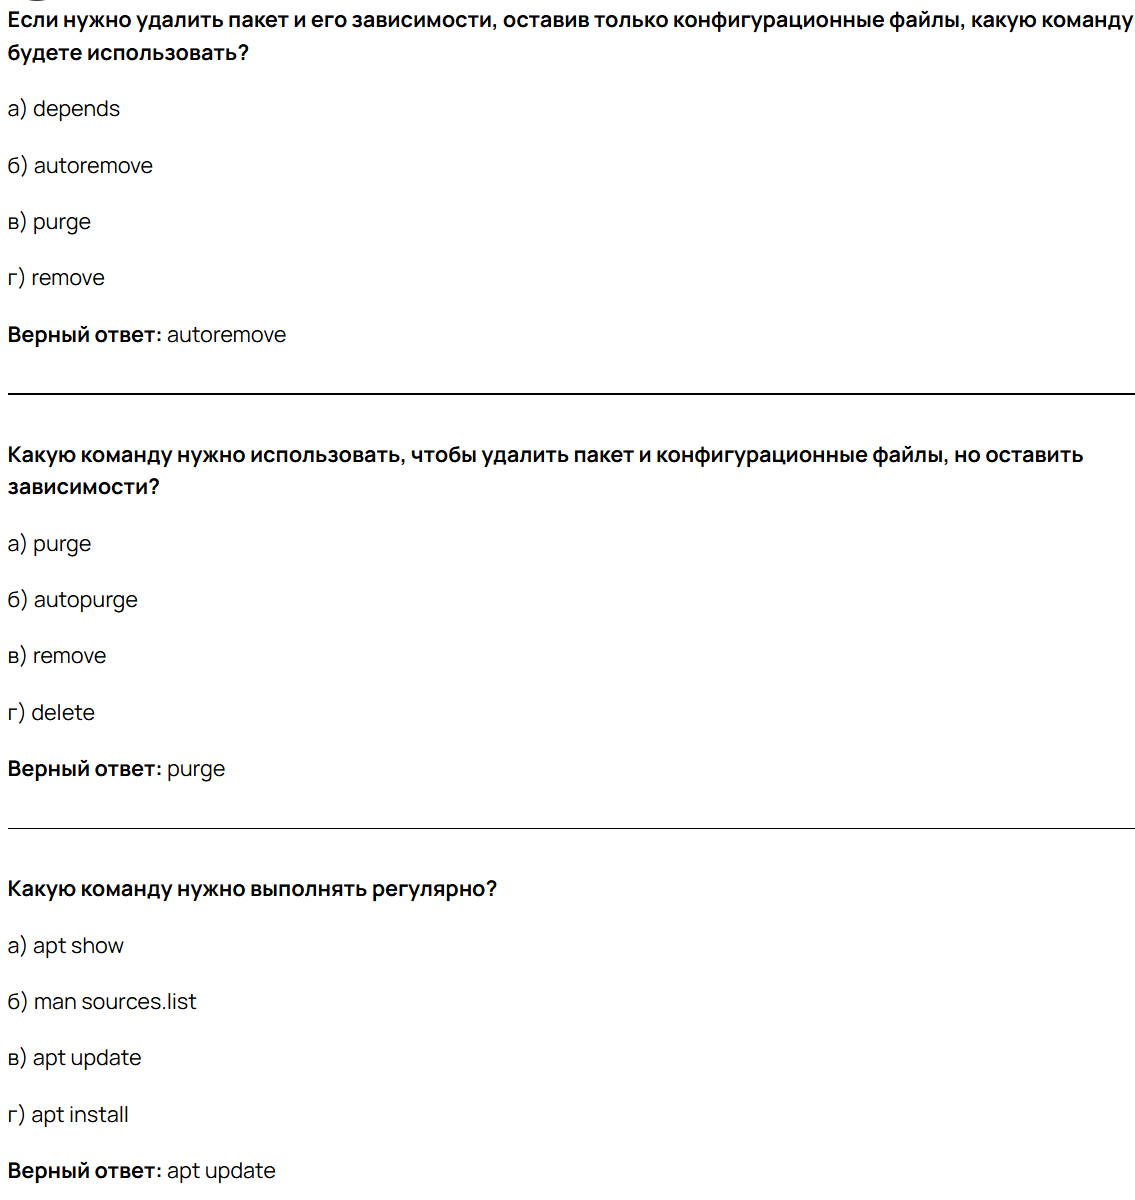 Если нужно удалить пакет и его зависимости, оставив только конфигурационные файлы, какую команду
будете использовать?
а) depends
б) autoremove
в) purge
г) remove
Верный ответ: autoremove
Какую команду нужно использовать, чтобы удалить пакет и конфигурационные файлы, но оставить
зависимости?
а) purge
б) autopurge
в) remove
г) delete
Верный ответ: purge
Какую команду нужно выполнять регулярно?
а) apt show
б) man sources.list
в) apt update
г) apt install
Верный ответ: apt update